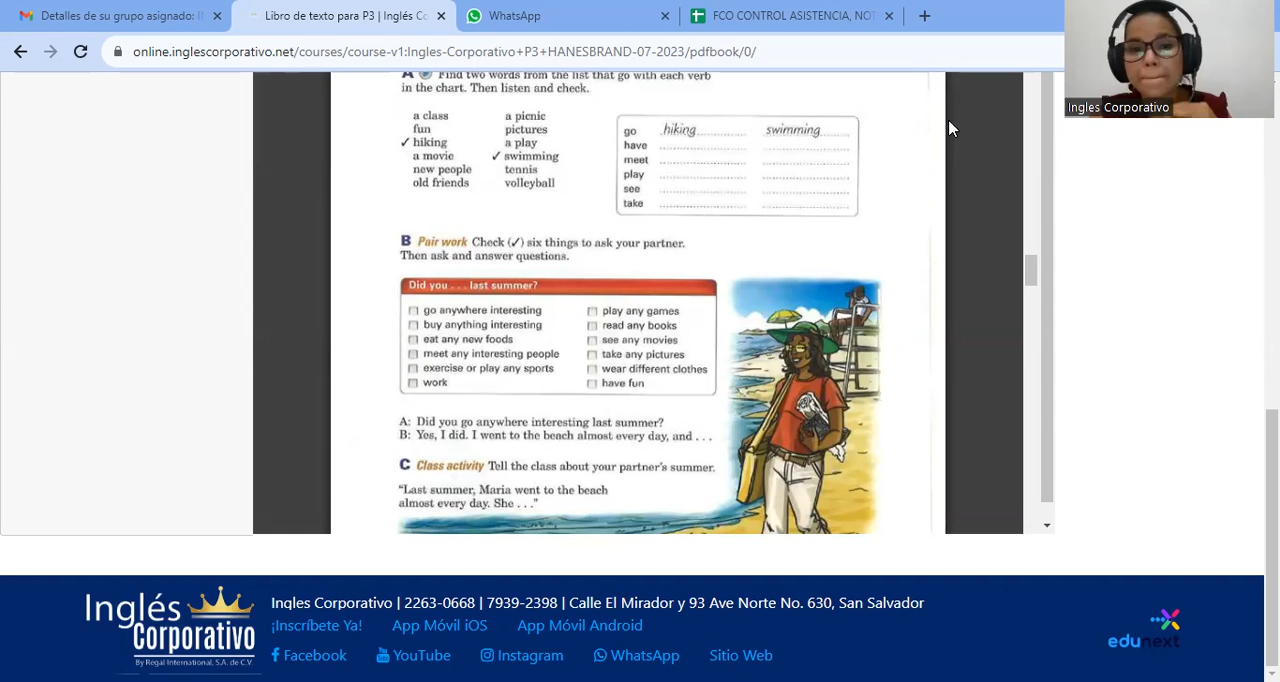 Detalles de su grupo asignado: I
Libro de texto para P3 | Inglés Co
WhatsApp
FCO CONTROL ASISTENCIA, NOT
online.inglescorporativo.net/courses/course-v1:Ingles-Corporativo+P3+HANESBRAND-07-2023/pdfbook/0/
Ingles Corporativo
A Find two words from the list that go with each verb
in the chart. Then listen and check.
a class
fun
✓ hiking
a movie
new people
old friends
a picnic
pictures
a play
✓ swimming
tennis
volleyball
go hiking swimming
have
meet
play
see
take
B Pair work Check (✓) six things to ask your partner.
Then ask and answer questions.
Did you . . . last summer?
go anywhere interesting
buy anything interesting
eat any new foods
meet any interesting people
exercise or play any sports
work
play any games
read any books
see any movies
take any pictures
wear different clothes
have fun
A: Did you go anywhere interesting last summer?
B: Yes, I did. I went to the beach almost every day, and . . .
C Class activity Tell the class about your partner's summer.
"Last summer, Maria went to the beach
almost every day. She . . ."
Inglés
Corporativo
By Regal International, S.A. de C.V.
Ingles Corporativo | 2263-0668 | 7939-2398 | Calle El Mirador y 93 Ave Norte No. 630, San Salvador
¡Inscríbete Ya! App Móvil iOS App Móvil Android
Facebook YouTube Instagram WhatsApp Sitio Web
edunext